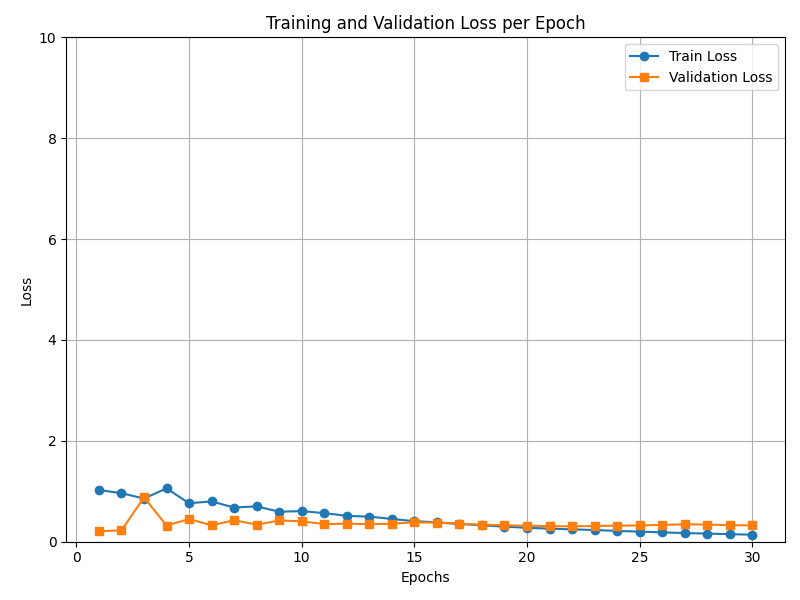 Training and Validation Loss per Epoch
10
8
6
4
2
0
Loss
Train Loss
Validation Loss
0 5 10 15 20 25 30
Epochs